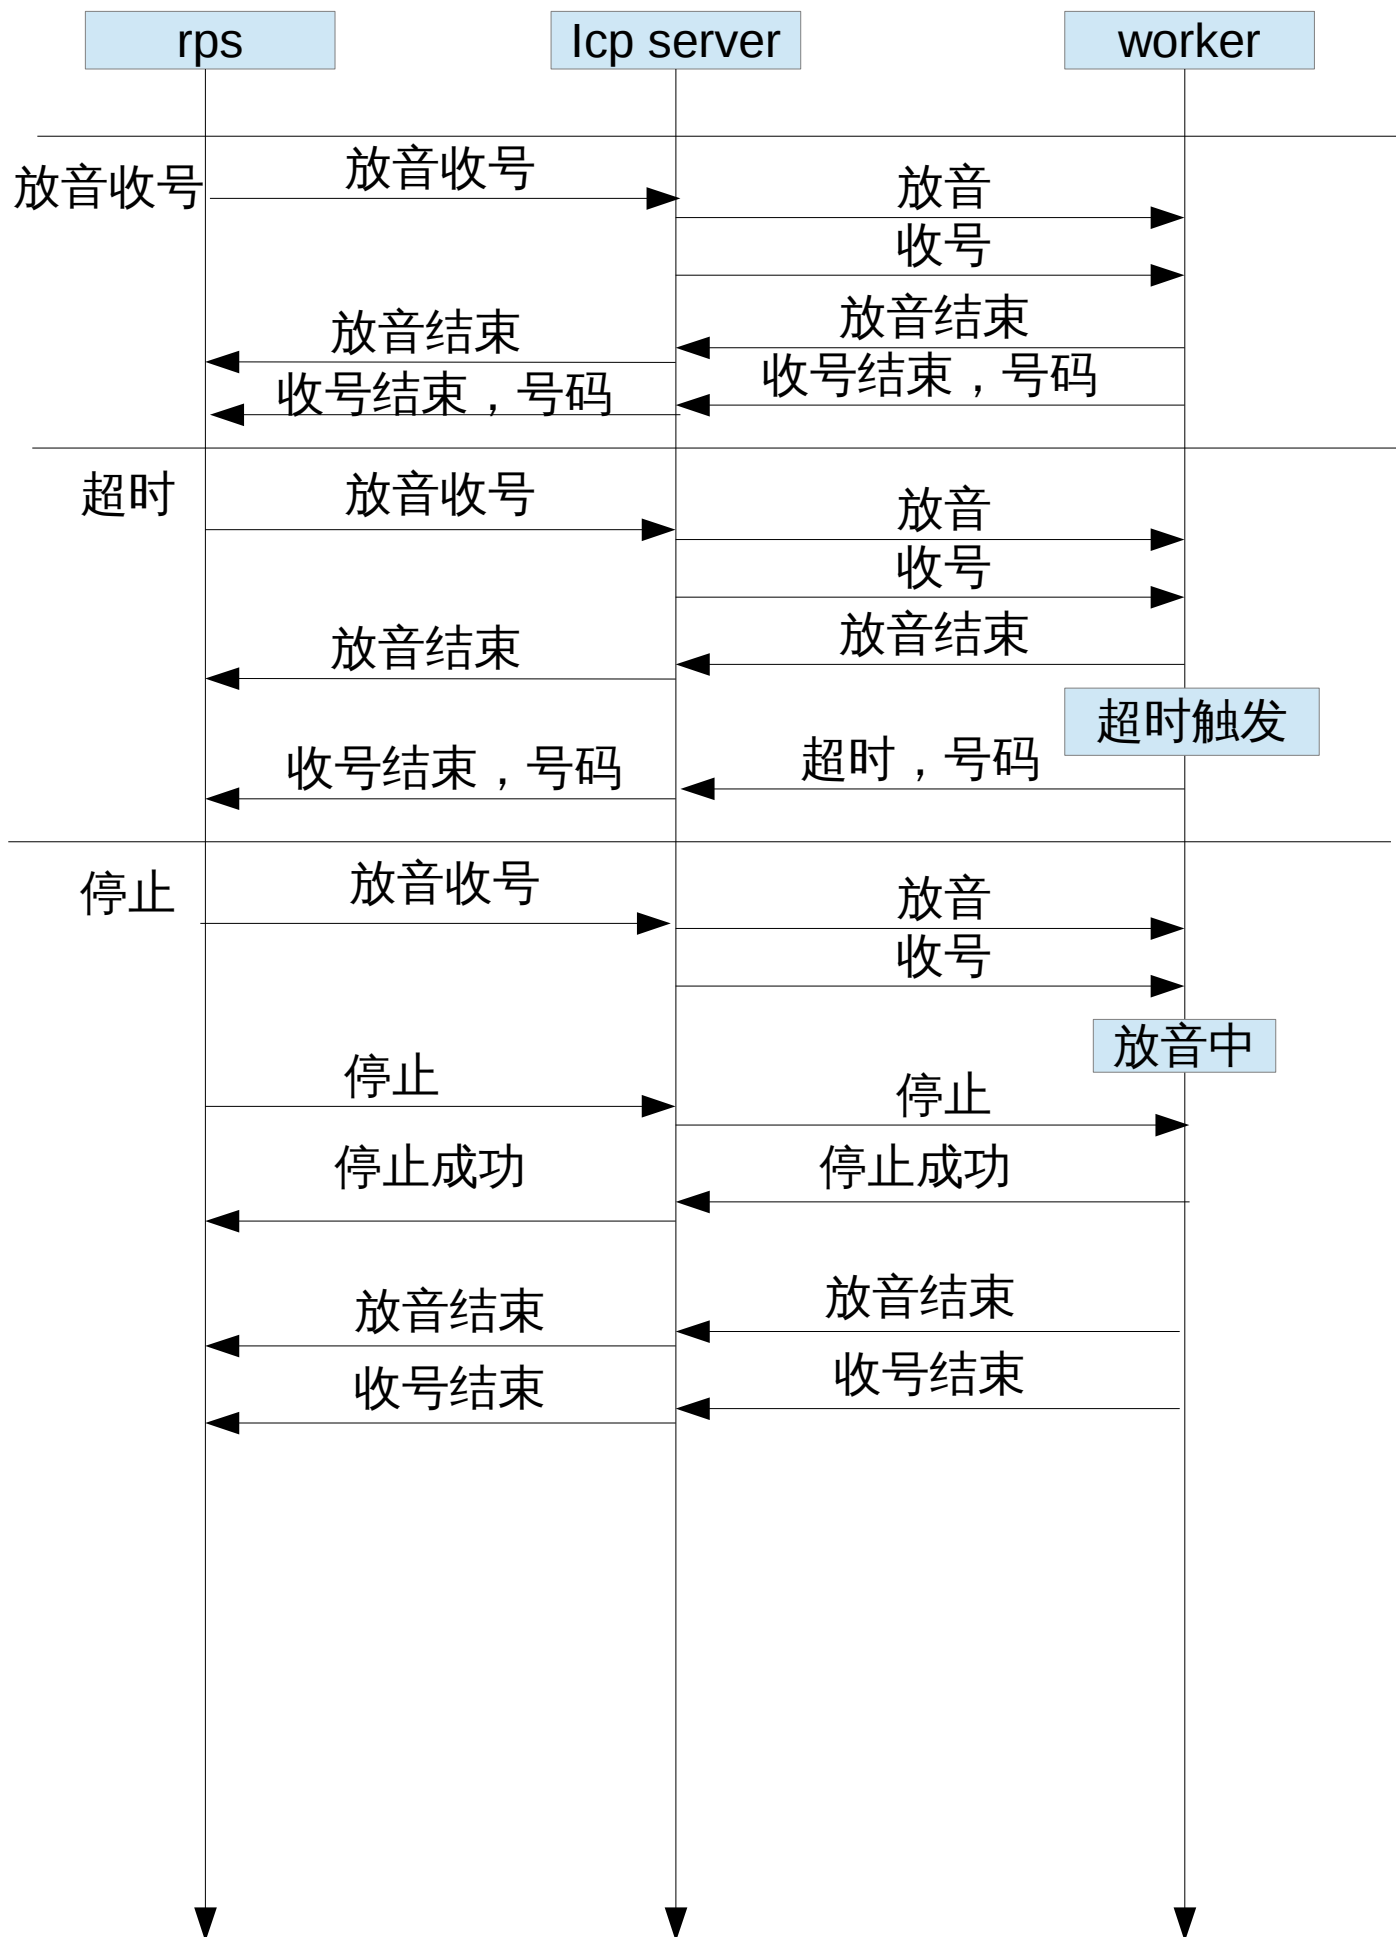 rps
Icp server
worker
放音收号
放音收号
放音
收号
放音结束
放音结束
收号结束，号码
收号结束，号码
超时
放音收号
放音
收号
放音结束
放音结束
超时触发
超时，号码
收号结束，号码
停止
放音收号
放音
收号
放音中
停止
停止
停止成功
停止成功
放音结束
放音结束
收号结束
收号结束